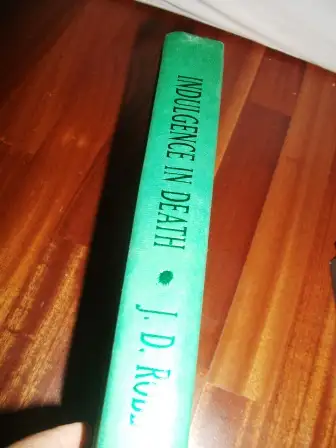 INDULGENCE IN DEATH
J. D.